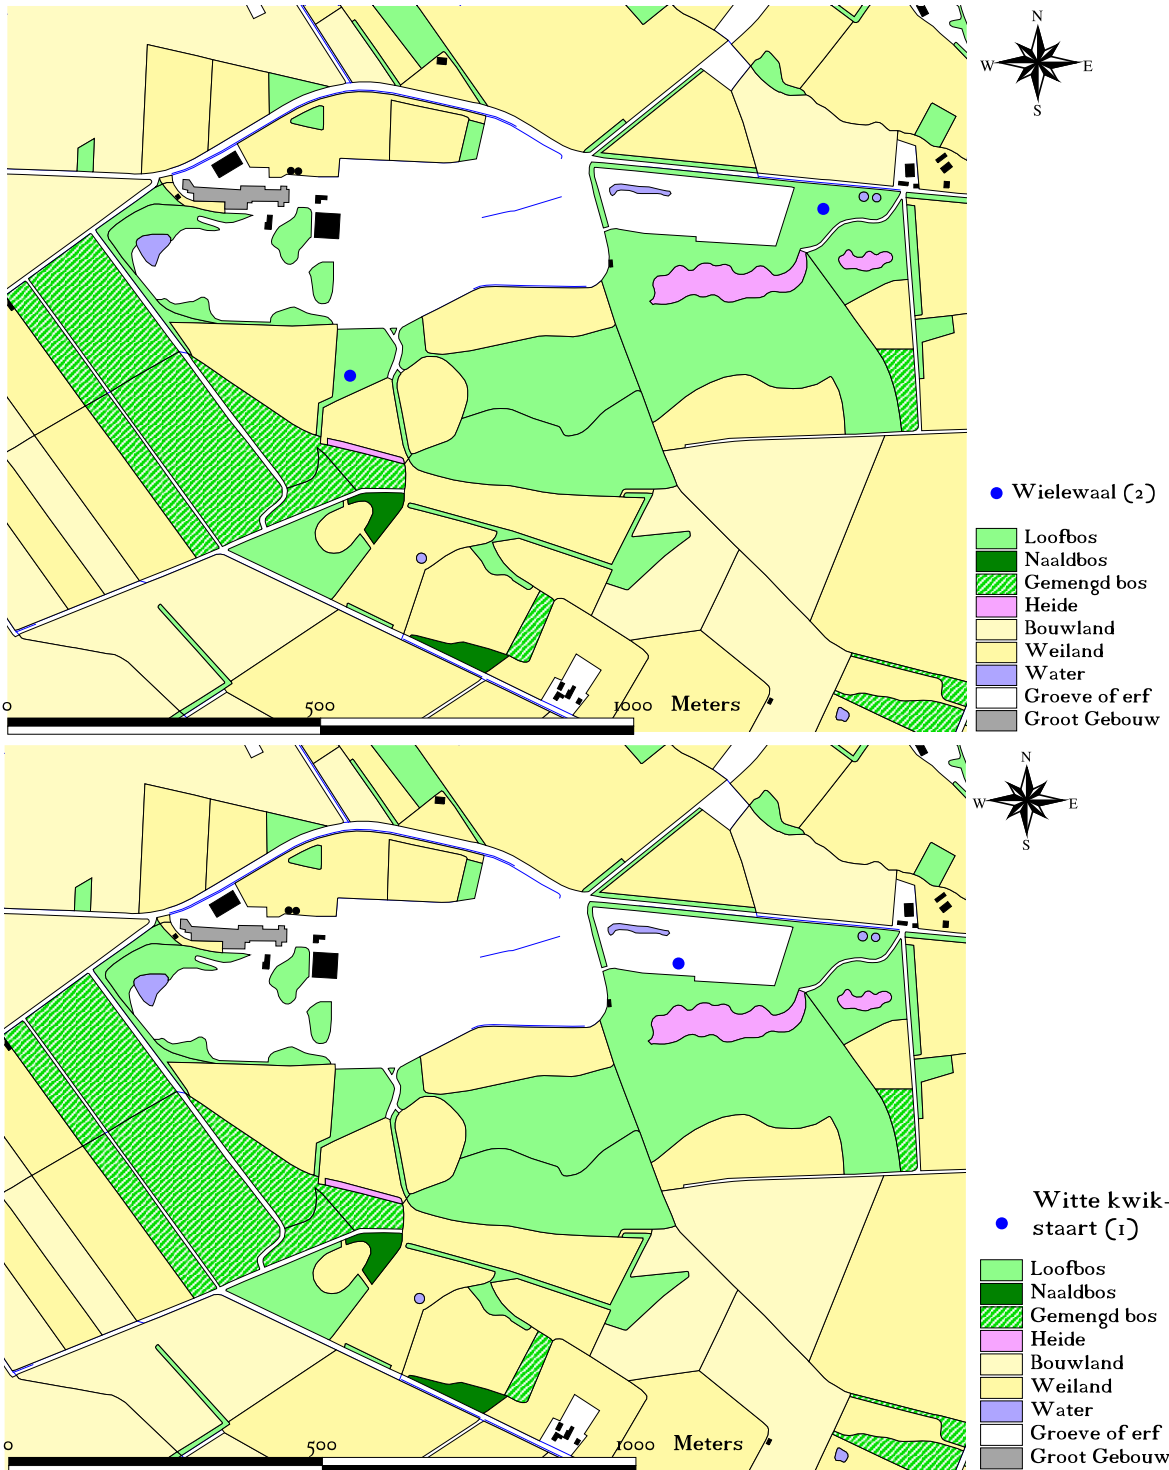 N
W E
S
Wielewaal (2)
Loofbos
Naaldbos
Gemengd bos
Heide
Bouwland
Weiland
Water
Groeve of erf
Groot Gebouw
0 500 1000 Meters
N
W E
S
Witte kwik-
staart (1)
Loofbos
Naaldbos
Gemengd bos
Heide
Bouwland
Weiland
Water
Groeve of erf
Groot Gebouw
0 500 1000 Meters